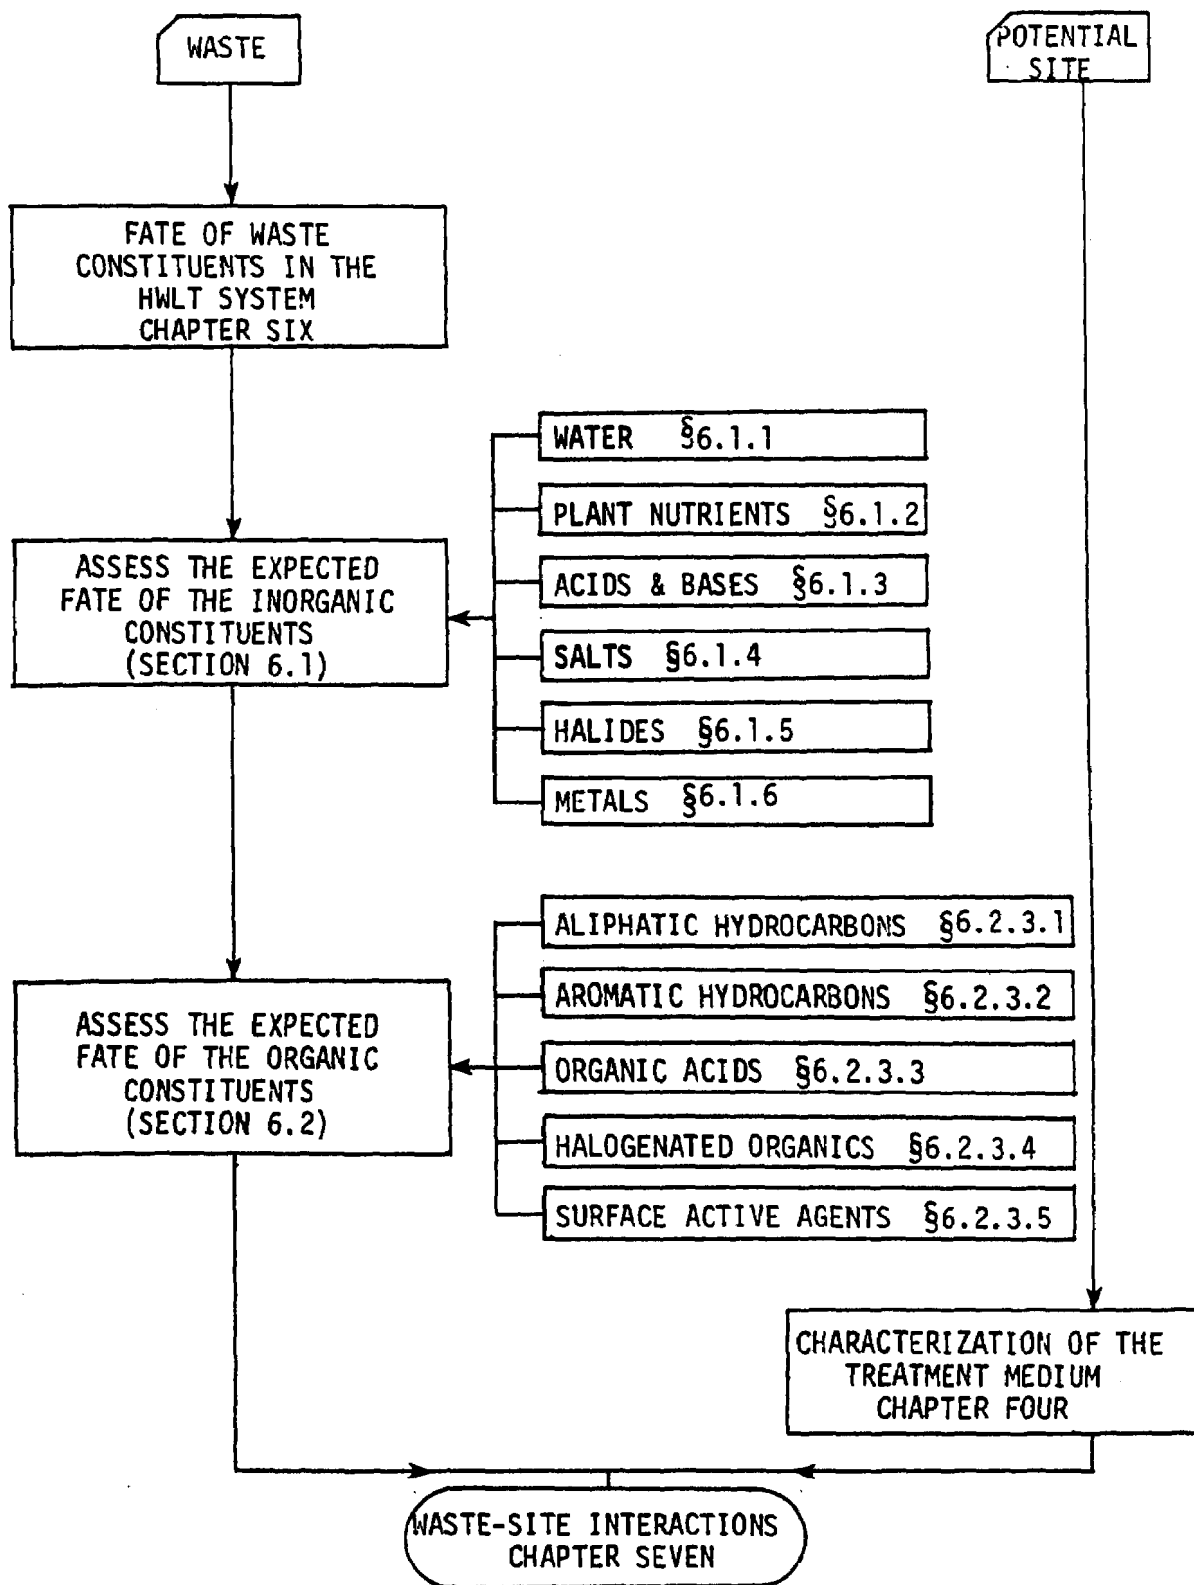 WASTE
POTENTIAL
SITE
FATE OF WASTE
CONSTITUENTS IN THE
HWLT SYSTEM
CHAPTER SIX
WATER §6.1.1
PLANT NUTRIENTS §6.1.2
ASSESS THE EXPECTED
FATE OF THE INORGANIC
CONSTITUENTS
(SECTION 6.1)
ACIDS & BASES §6.1.3
SALTS §6.1.4
HALIDES §6.1.5
METALS §6.1.6
ALIPHATIC HYDROCARBONS §6.2.3.1
AROMATIC HYDROCARBONS §6.2.3.2
ASSESS THE EXPECTED
FATE OF THE ORGANIC
CONSTITUENTS
(SECTION 6.2)
ORGANIC ACIDS §6.2.3.3
HALOGENATED ORGANICS §6.2.3.4
SURFACE ACTIVE AGENTS §6.2.3.5
CHARACTERIZATION OF THE
TREATMENT MEDIUM
CHAPTER FOUR
WASTE-SITE INTERACTIONS
CHAPTER SEVEN